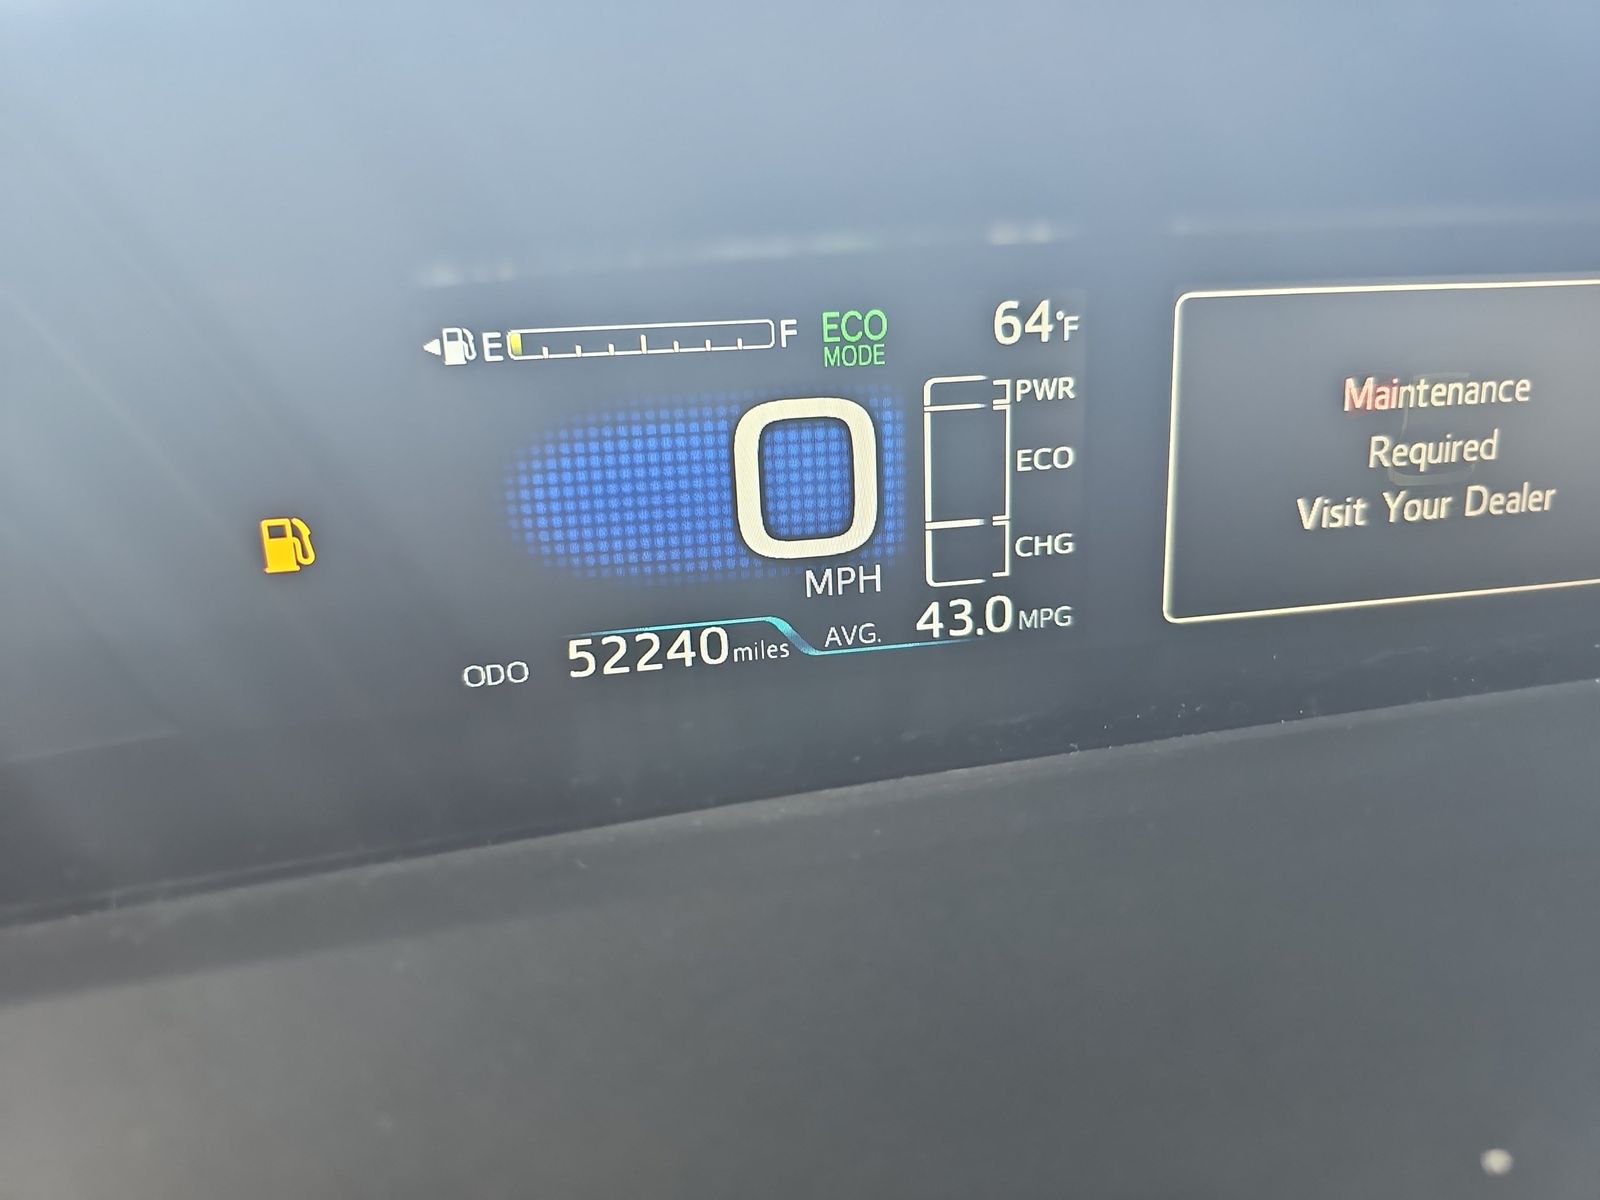 E F
ECO
MODE
64°F
PWR
ECO
CHG
0
MPH
ODO 52240 miles
AVG. 43.0 MPG
Maintenance
Required
Visit Your Dealer